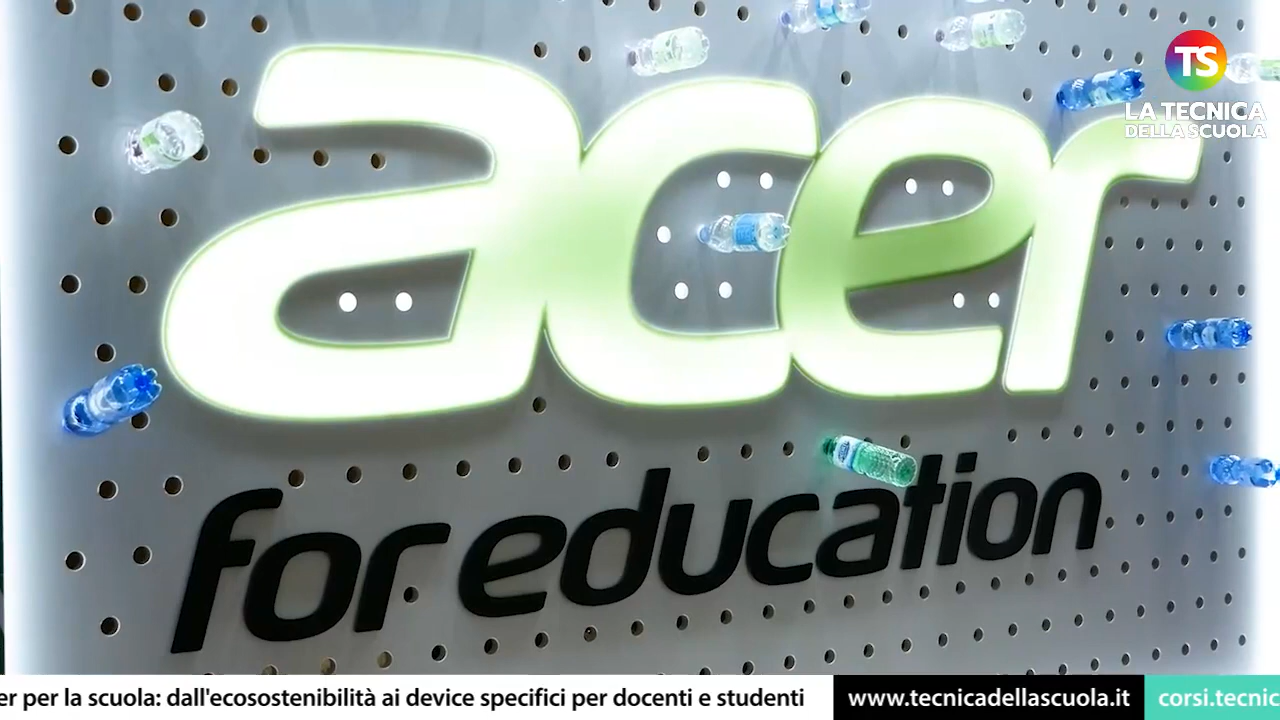 TS
LA TECNICA
DELLA SCUOLA
acer
for education
er per la scuola: dall'ecosostenibilità ai device specifici per docenti e studenti
www.tecnicadellascuola.it
corsi.tecnic